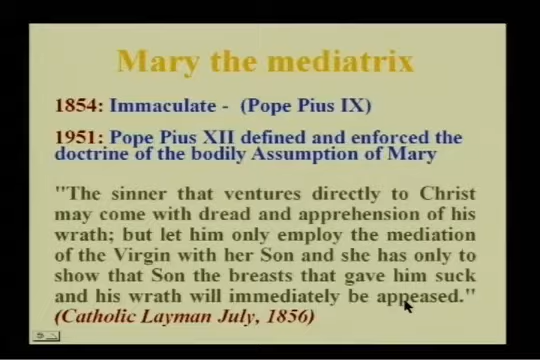 Mary the mediatrix
1854: Immaculate - (Pope Pius IX)
1951: Pope Pius XII defined and enforced the
doctrine of the bodily Assumption of Mary
"The sinner that ventures directly to Christ
may come with dread and apprehension of his
wrath; but let him only employ the mediation
of the Virgin with her Son and she has only to
show that Son the breasts that gave him suck
and his wrath will immediately be appeased."
(Catholic Layman July, 1856)